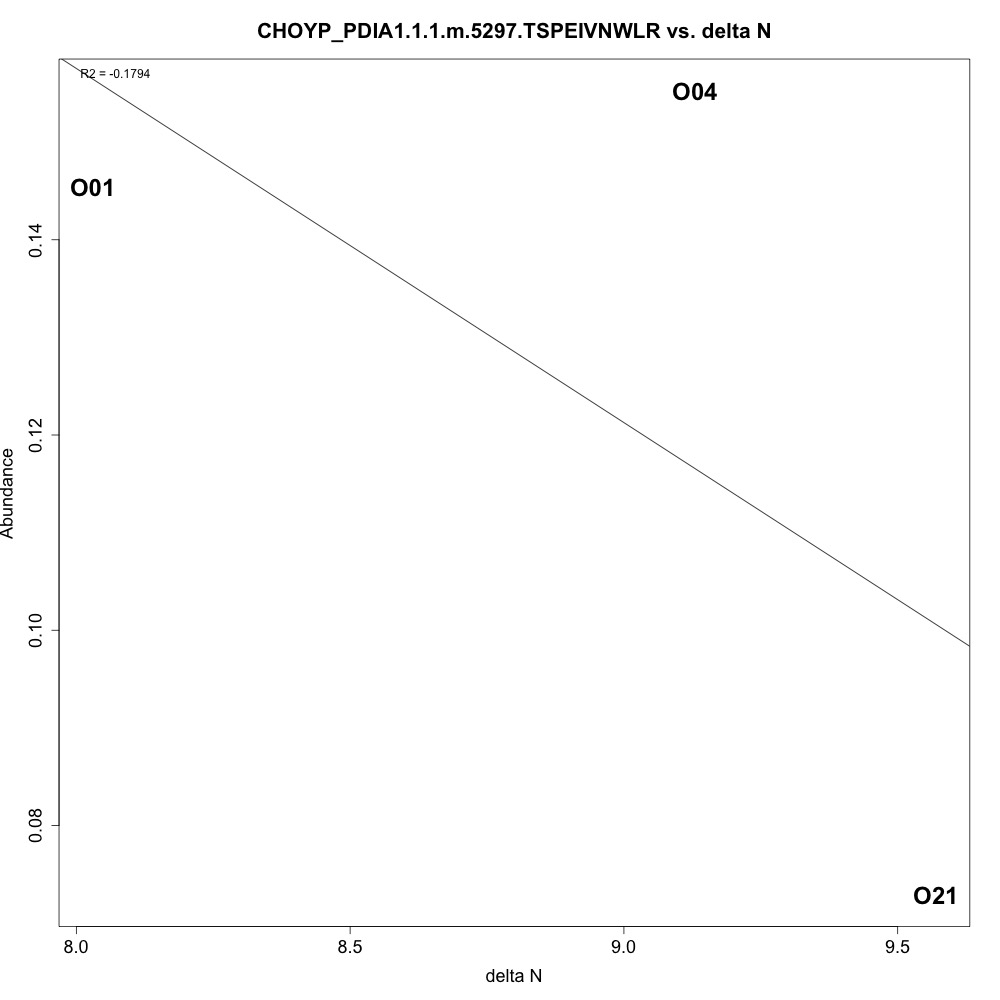 CHOYP_PDIA1.1.1.m.5297.TSPEIVNWLR vs. delta N
R2 = -0.1794
O04
O01
0.14
0.12
Abundance
0.10
0.08
O21
8.0 8.5 9.0 9.5
delta N